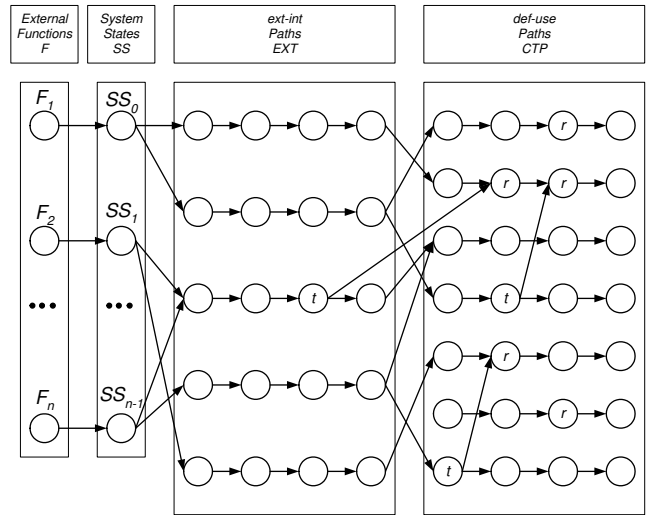 External
Functions
F
System
States
SS
ext-int
Paths
EXT
def-use
Paths
CTP
F1
SS0
r
r
r
F2
SS1
•••
•••
t
t
r
Fn
SSn-1
r
t